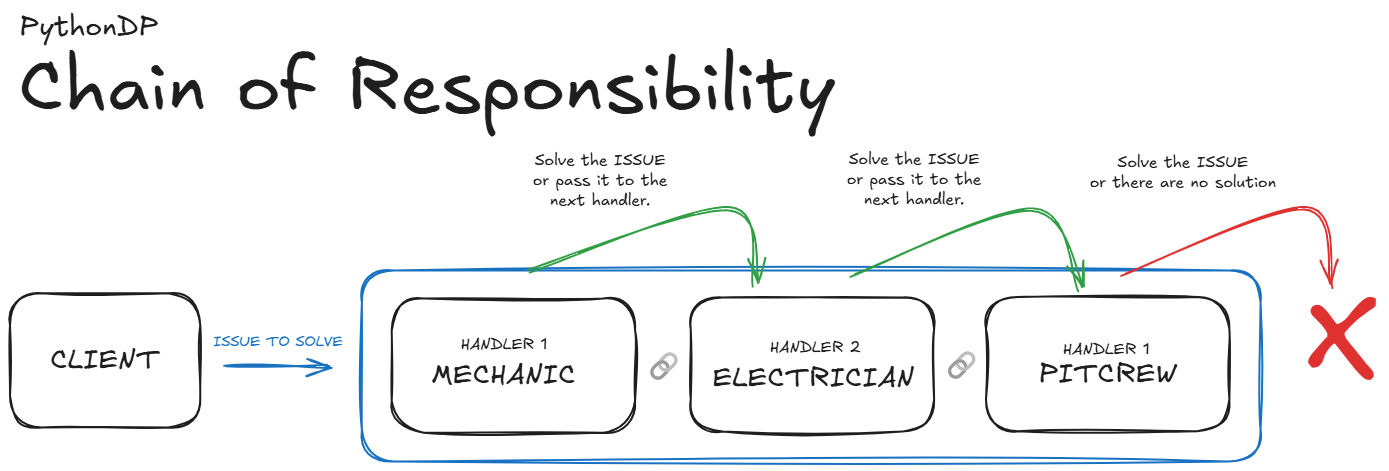 PythonDP
Chain of Responsibility
Solve the ISSUE
or pass it to the
next handler.
Solve the ISSUE
or pass it to the
next handler.
Solve the ISSUE
or there are no solution
CLIENT
ISSUE TO SOLVE
HANDLER 1
MECHANIC
HANDLER 2
ELECTRICIAN
HANDLER 1
PITCREW